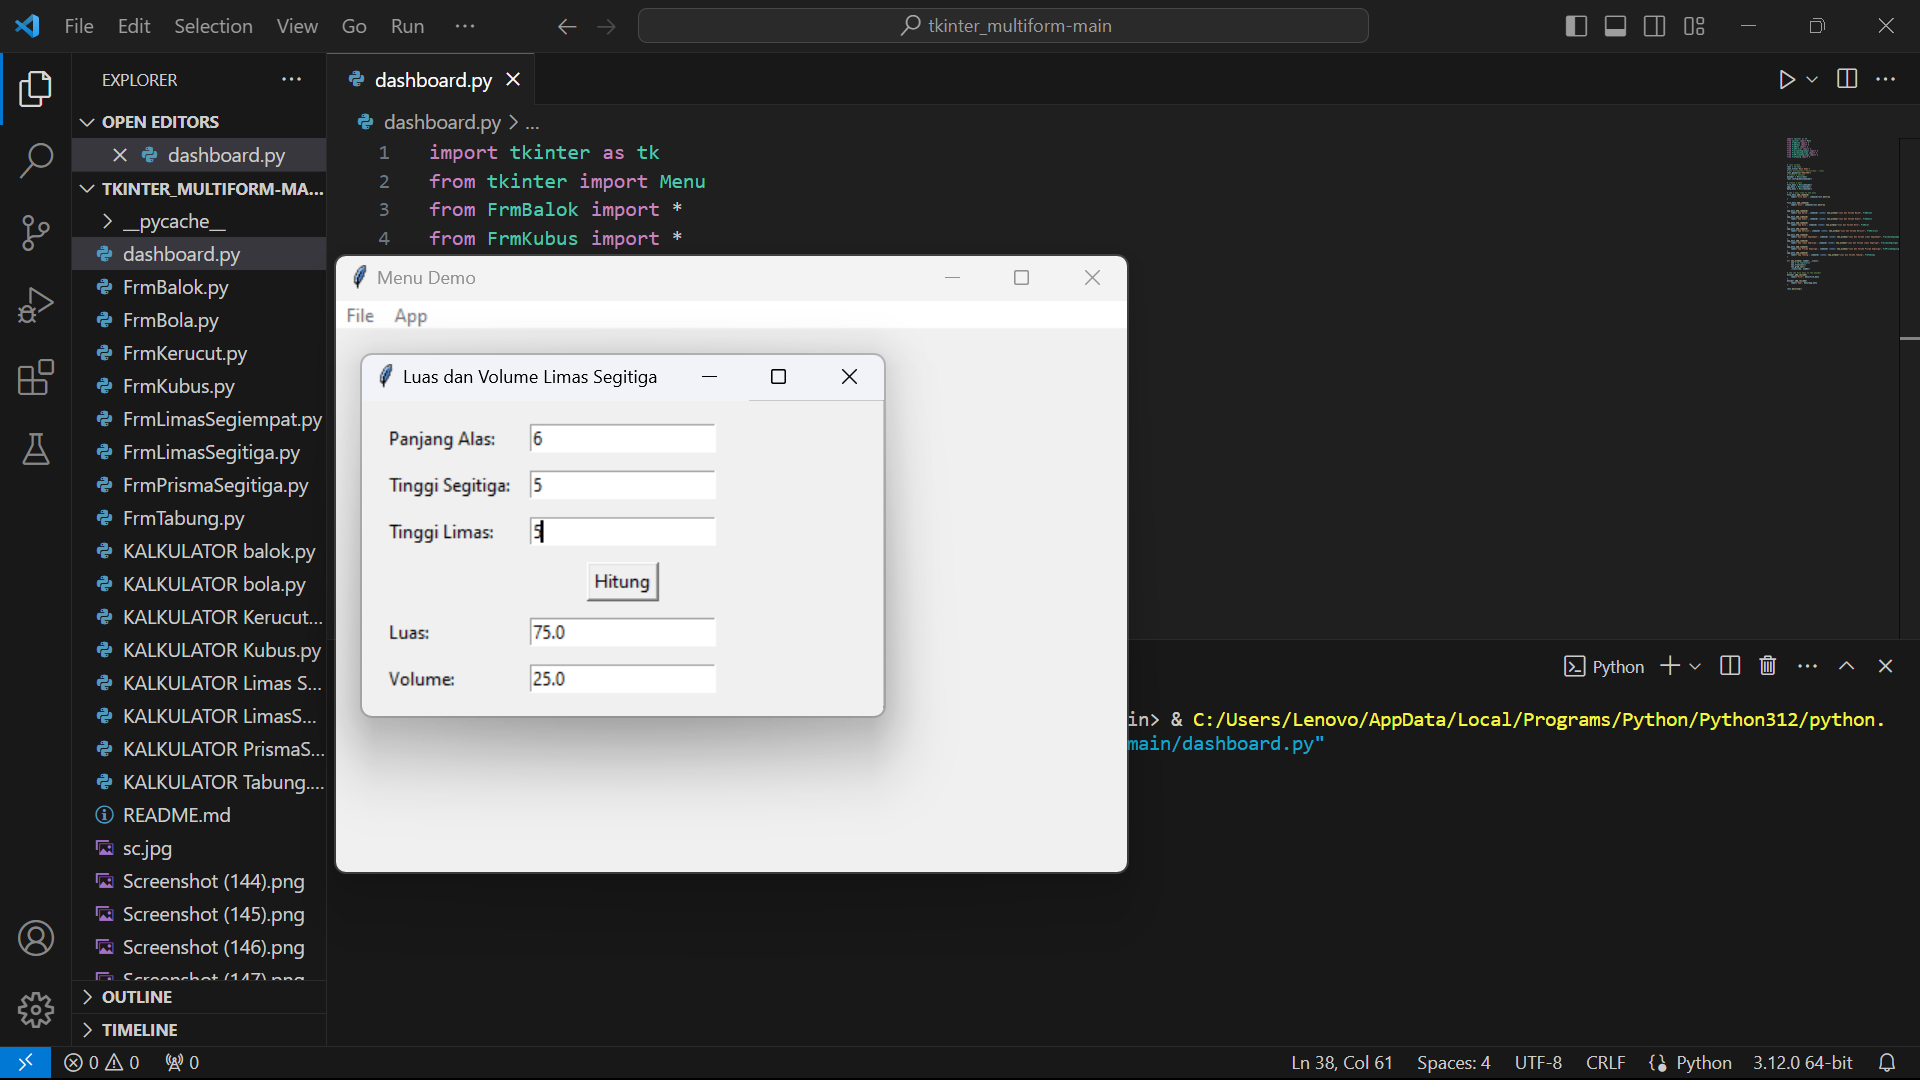 File Edit Selection View Go Run ...
tkinter_multiform-main
EXPLORER
OPEN EDITORS
dashboard.py
TKINTER_MULTIFORM-MA...
__pycache__
dashboard.py
FrmBalok.py
FrmBola.py
FrmKerucut.py
FrmKubus.py
FrmLimasSegiempat.py
FrmLimasSegitiga.py
FrmPrismaSegitiga.py
FrmTabung.py
KALKULATOR balok.py
KALKULATOR bola.py
KALKULATOR Kerucut...
KALKULATOR Kubus.py
KALKULATOR Limas S...
KALKULATOR LimasS...
KALKULATOR PrismaS...
KALKULATOR Tabung....
README.md
sc.jpg
Screenshot (144).png
Screenshot (145).png
Screenshot (146).png
Screenshot (147).png
OUTLINE
TIMELINE
dashboard.py
dashboard.py > ...
1 import tkinter as tk
2 from tkinter import Menu
3 from FrmBalok import *
4 from FrmKubus import *
Menu Demo
File App
Luas dan Volume Limas Segitiga
Panjang Alas: 6
Tinggi Segitiga: 5
Tinggi Limas: 5
Hitung
Luas: 75.0
Volume: 25.0
Python
in> & C:/Users/Lenovo/AppData/Local/Programs/Python/Python312/python.
main/dashboard.py"
0 0 0
Ln 38, Col 61 Spaces: 4 UTF-8 CRLF Python 3.12.0 64-bit